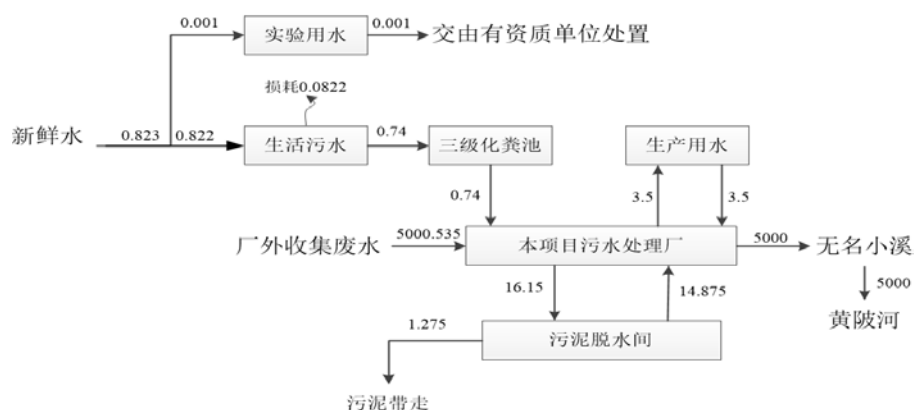 0.001
实验用水
0.001
交由有资质单位处置
损耗0.0822
新鲜水
0.823
0.822
生活污水
0.74
三级化粪池
生产用水
0.74
3.5
3.5
厂外收集废水
5000.535
本项目污水处理厂
5000
无名小溪
16.15
14.875
5000
黄陂河
1.275
污泥脱水间
污泥带走